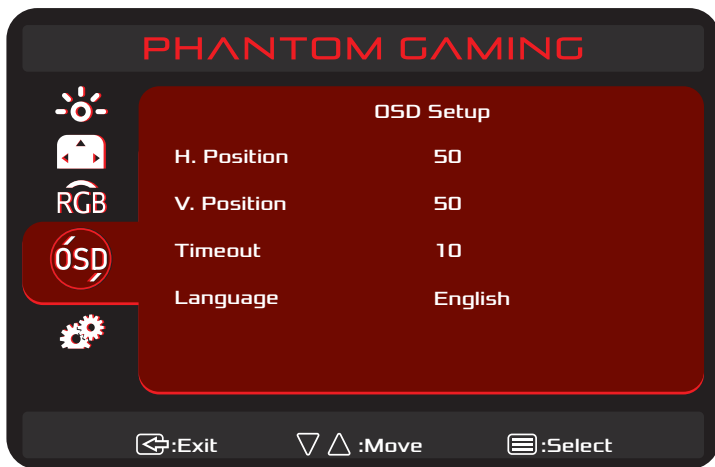 PHANTOM GAMING
OSD Setup
H. Position 50
V. Position 50
RGB
OSD
Timeout 10
Language English
:Exit :Move :Select